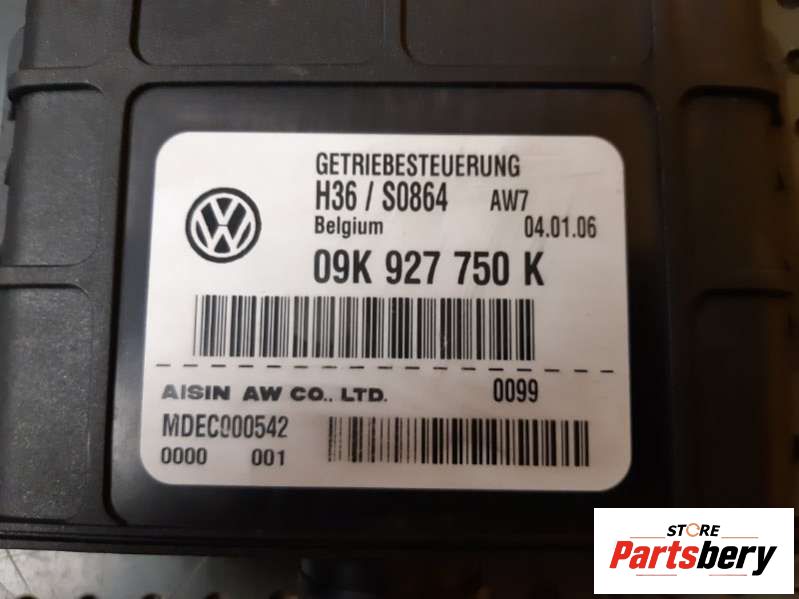 GETRIEBESTEUERUNG
H36 / S0864 AW7
Belgium 04.01.06
09K 927 750 K
AISIN AW CO., LTD. 0099
MDEC000542
0000 001
STORE
Partsbery